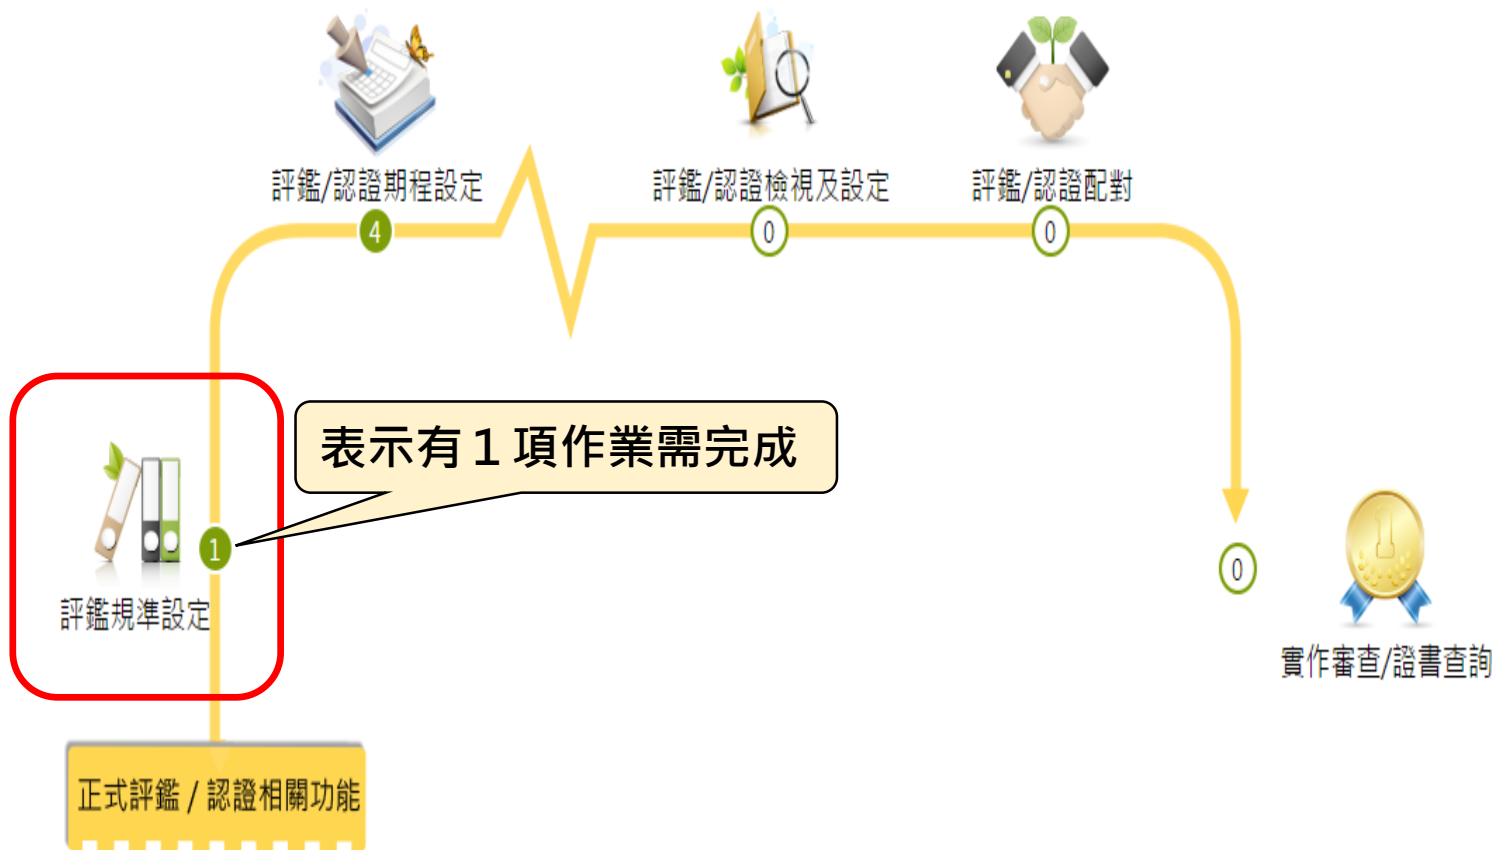 評鑑/認證期程設定
4
評鑑/認證檢視及設定
0
評鑑/認證配對
0
表示有１項作業需完成
1
評鑑規準設定
0
1
實作審查/證書查詢
正式評鑑 / 認證相關功能